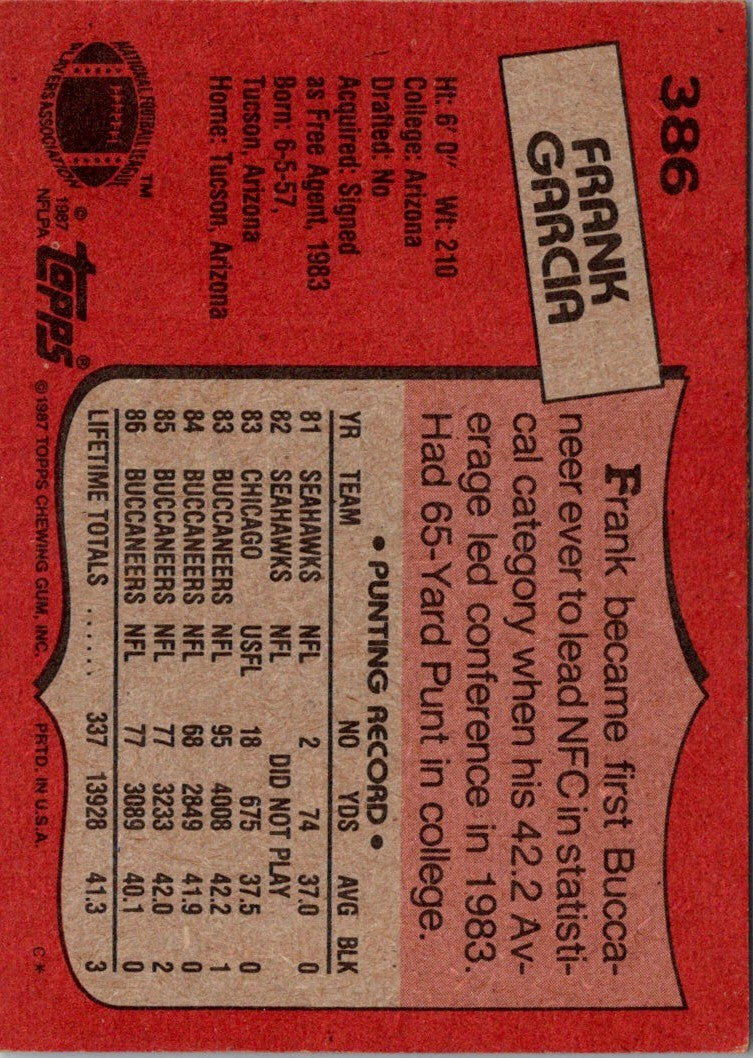 386
FRANK
GARCIA
Ht: 6' 0" Wt: 210
College: Arizona
Drafted: No
Acquired: Signed
as Free Agent, 1983
Born: 6-5-57,
Tucson, Arizona
Home: Tucson, Arizona
NATIONAL FOOTBALL LEAGUE
PLAYERS ASSOCIATION
TM
© 1987
NFLPA
topps®
Frank became first Bucca-
neer ever to lead NFC in statisti-
cal category when his 42.2 Av-
erage led conference in 1983.
Had 65-Yard Punt in college.
• PUNTING RECORD •
YR TEAM NO YDS AVG BLK
81 SEAHAWKS NFL 2 74 37.0 0
82 SEAHAWKS NFL DID NOT PLAY
83 CHICAGO USFL 18 675 37.5 0
83 BUCCANEERS NFL 95 4008 42.2 1
84 BUCCANEERS NFL 68 2849 41.9 0
85 BUCCANEERS NFL 77 3233 42.0 2
86 BUCCANEERS NFL 77 3089 40.1 0
LIFETIME TOTALS ..... 337 13928 41.3 3
©1987 TOPPS CHEWING GUM, INC. PRTD. IN U.S.A. C*